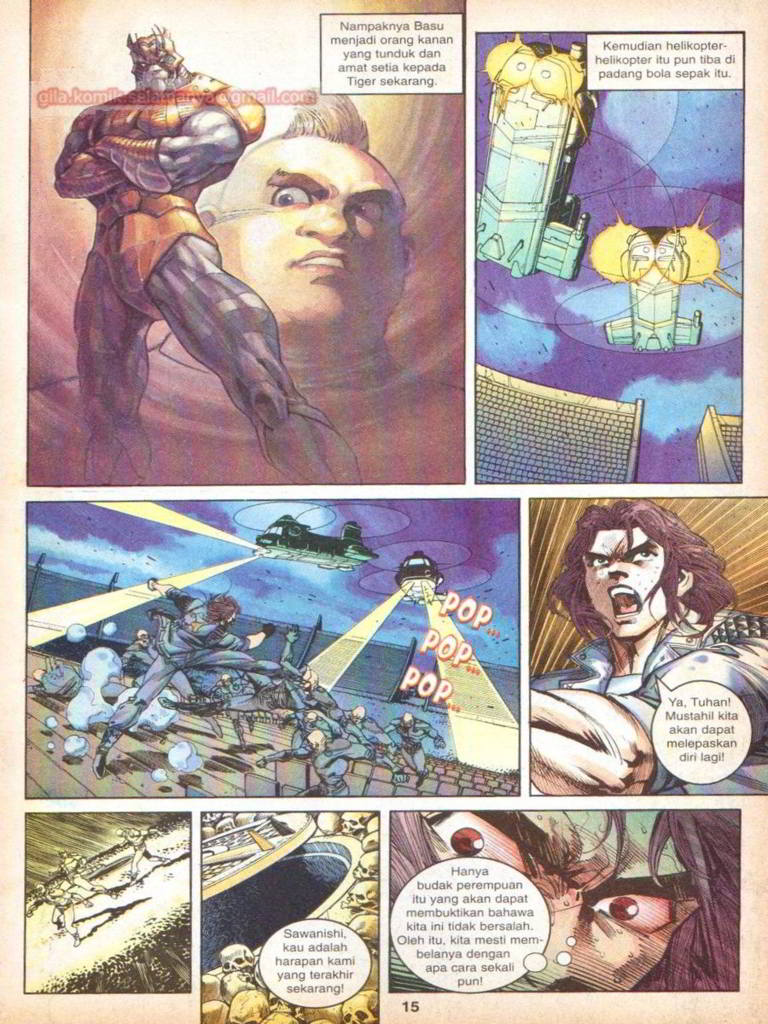 Nampaknya Basu
menjadi orang kanan
yang tunduk dan
amat setia kepada
Tiger sekarang.
Kemudian helikopter-
helikopter itu pun tiba di
padang bola sepak itu.
POP...
POP...
POP...
Ya, Tuhan!
Mustahil kita
akan dapat
melepaskan
diri lagi!
Sawanishi,
kau adalah
harapan kami
yang terakhir
sekarang!
Hanya
budak perempuan
itu yang akan dapat
membuktikan bahawa
kita ini tidak bersalah.
Oleh itu, kita mesti mem-
belanya dengan
apa cara sekali
pun!
15